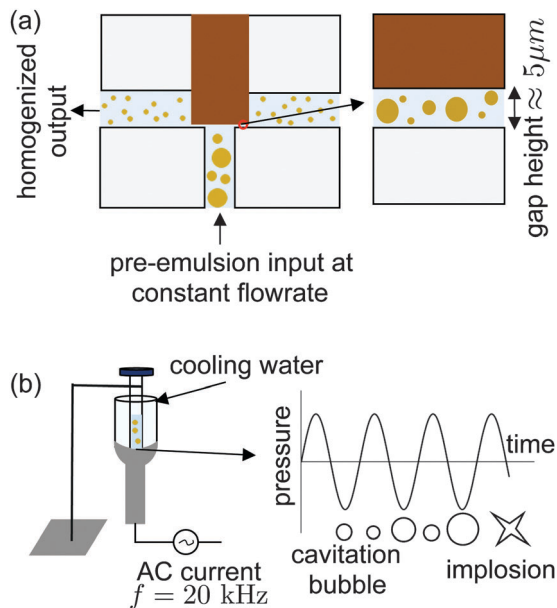 (a)
homogenized
output
gap height ≈ 5μm
pre-emulsion input at
constant flowrate
(b)
cooling water
pressure
time
cavitation
bubble
implosion
AC current
f = 20 kHz